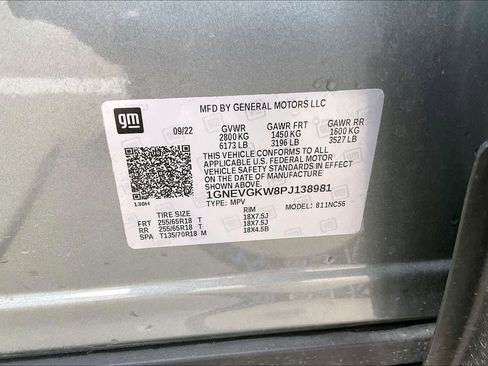 gm
MFD BY GENERAL MOTORS LLC
09/22 GVWR GAWR FRT GAWR RR
2800 KG 1450 KG 1600 KG
6173 LB 3196 LB 3527 LB
THIS VEHICLE CONFORMS TO ALL
APPLICABLE U.S. FEDERAL MOTOR
VEHICLE SAFETY STANDARDS IN EFFECT
ON THE DATE OF MANUFACTURE
SHOWN ABOVE.
1GNEVGKW8PJ138981
130H TYPE: MPV MODEL: 811NC56
TIRE SIZE RIM
FRT 255/65R18 T 18X7.5J
RR 255/65R18 T 18X7.5J
SPA T135/70R18 M 18X4.5B